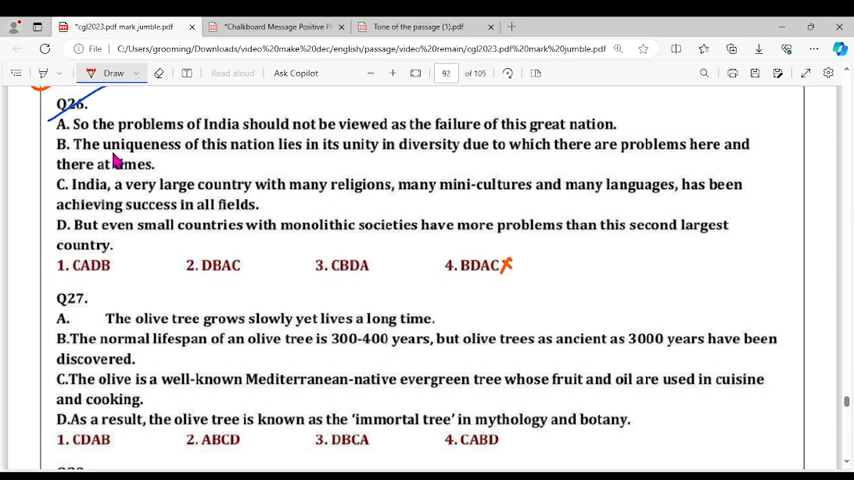 *cgl2023.pdf mark jumble.pdf
*Chalkboard Message Positive P
Tone of the passage (1).pdf
File
C:/Users/grooming/Downloads/video%20make%20dec/english/passage/video%20remain/cgl2023.pdf%20mark%20jumble.pdf
Draw
Read aloud
Ask Copilot
92 of 105
Q26.
A. So the problems of India should not be viewed as the failure of this great nation.
B. The uniqueness of this nation lies in its unity in diversity due to which there are problems here and
there at times.
C. India, a very large country with many religions, many mini-cultures and many languages, has been
achieving success in all fields.
D. But even small countries with monolithic societies have more problems than this second largest
country.
1. CADB 2. DBAC 3. CBDA 4. BDAC
Q27.
A. The olive tree grows slowly yet lives a long time.
B.The normal lifespan of an olive tree is 300-400 years, but olive trees as ancient as 3000 years have been
discovered.
C.The olive is a well-known Mediterranean-native evergreen tree whose fruit and oil are used in cuisine
and cooking.
D.As a result, the olive tree is known as the ‘immortal tree’ in mythology and botany.
1. CDAB 2. ABCD 3. DBCA 4. CABD